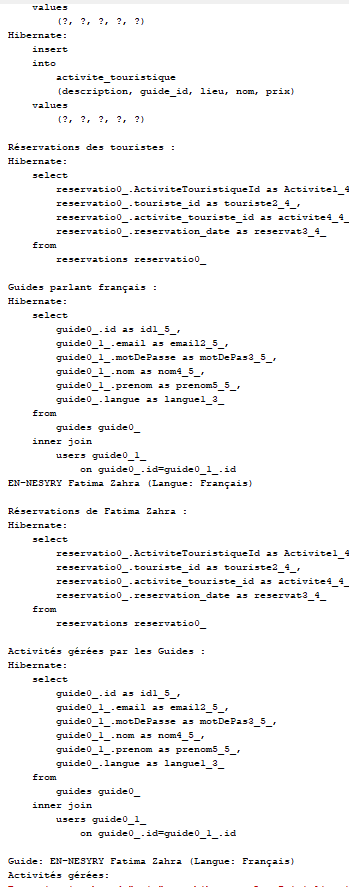 values
(?, ?, ?, ?, ?)
Hibernate:
insert
into
activite_touristique
(description, guide_id, lieu, nom, prix)
values
(?, ?, ?, ?, ?)
Réservations des touristes :
Hibernate:
select
reservatio0_.ActiviteTouristiqueId as Activite1_4
reservatio0_.touriste_id as touriste2_4_,
reservatio0_.activite_touriste_id as activite4_4_
reservatio0_.reservation_date as reservat3_4_
from
reservations reservatio0_
Guides parlant français :
Hibernate:
select
guide0_.id as id1_5_,
guide0_1_.email as email2_5_,
guide0_1_.motDePasse as motDePas3_5_,
guide0_1_.nom as nom4_5_,
guide0_1_.prenom as prenom5_5_,
guide0_.langue as langue1_3_
from
guides guide0_
inner join
users guide0_1_
on guide0_.id=guide0_1_.id
EN-NESYRY Fatima Zahra (Langue: Français)
Réservations de Fatima Zahra :
Hibernate:
select
reservatio0_.ActiviteTouristiqueId as Activite1_4
reservatio0_.touriste_id as touriste2_4_,
reservatio0_.activite_touriste_id as activite4_4_
reservatio0_.reservation_date as reservat3_4_
from
reservations reservatio0_
Activités gérées par les Guides :
Hibernate:
select
guide0_.id as id1_5_,
guide0_1_.email as email2_5_,
guide0_1_.motDePasse as motDePas3_5_,
guide0_1_.nom as nom4_5_,
guide0_1_.prenom as prenom5_5_,
guide0_.langue as langue1_3_
from
guides guide0_
inner join
users guide0_1_
on guide0_.id=guide0_1_.id
Guide: EN-NESYRY Fatima Zahra (Langue: Français)
Activités gérées: